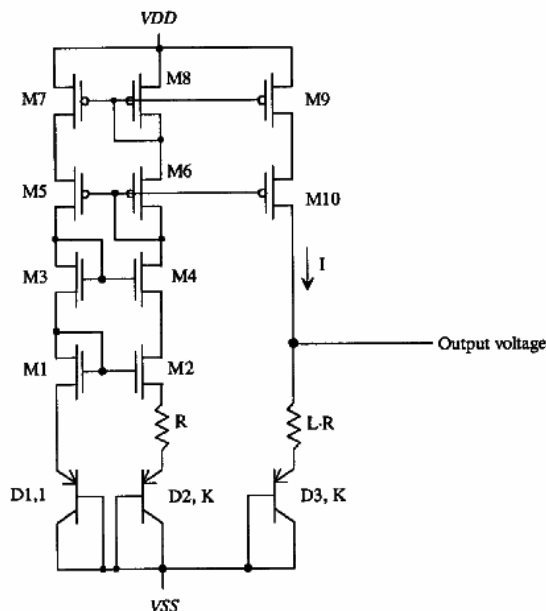 VDD
M7
M8
M9
M5
M6
M10
M3
M4
I
Output voltage
M1
M2
R
L·R
D1,1
D2, K
D3, K
VSS